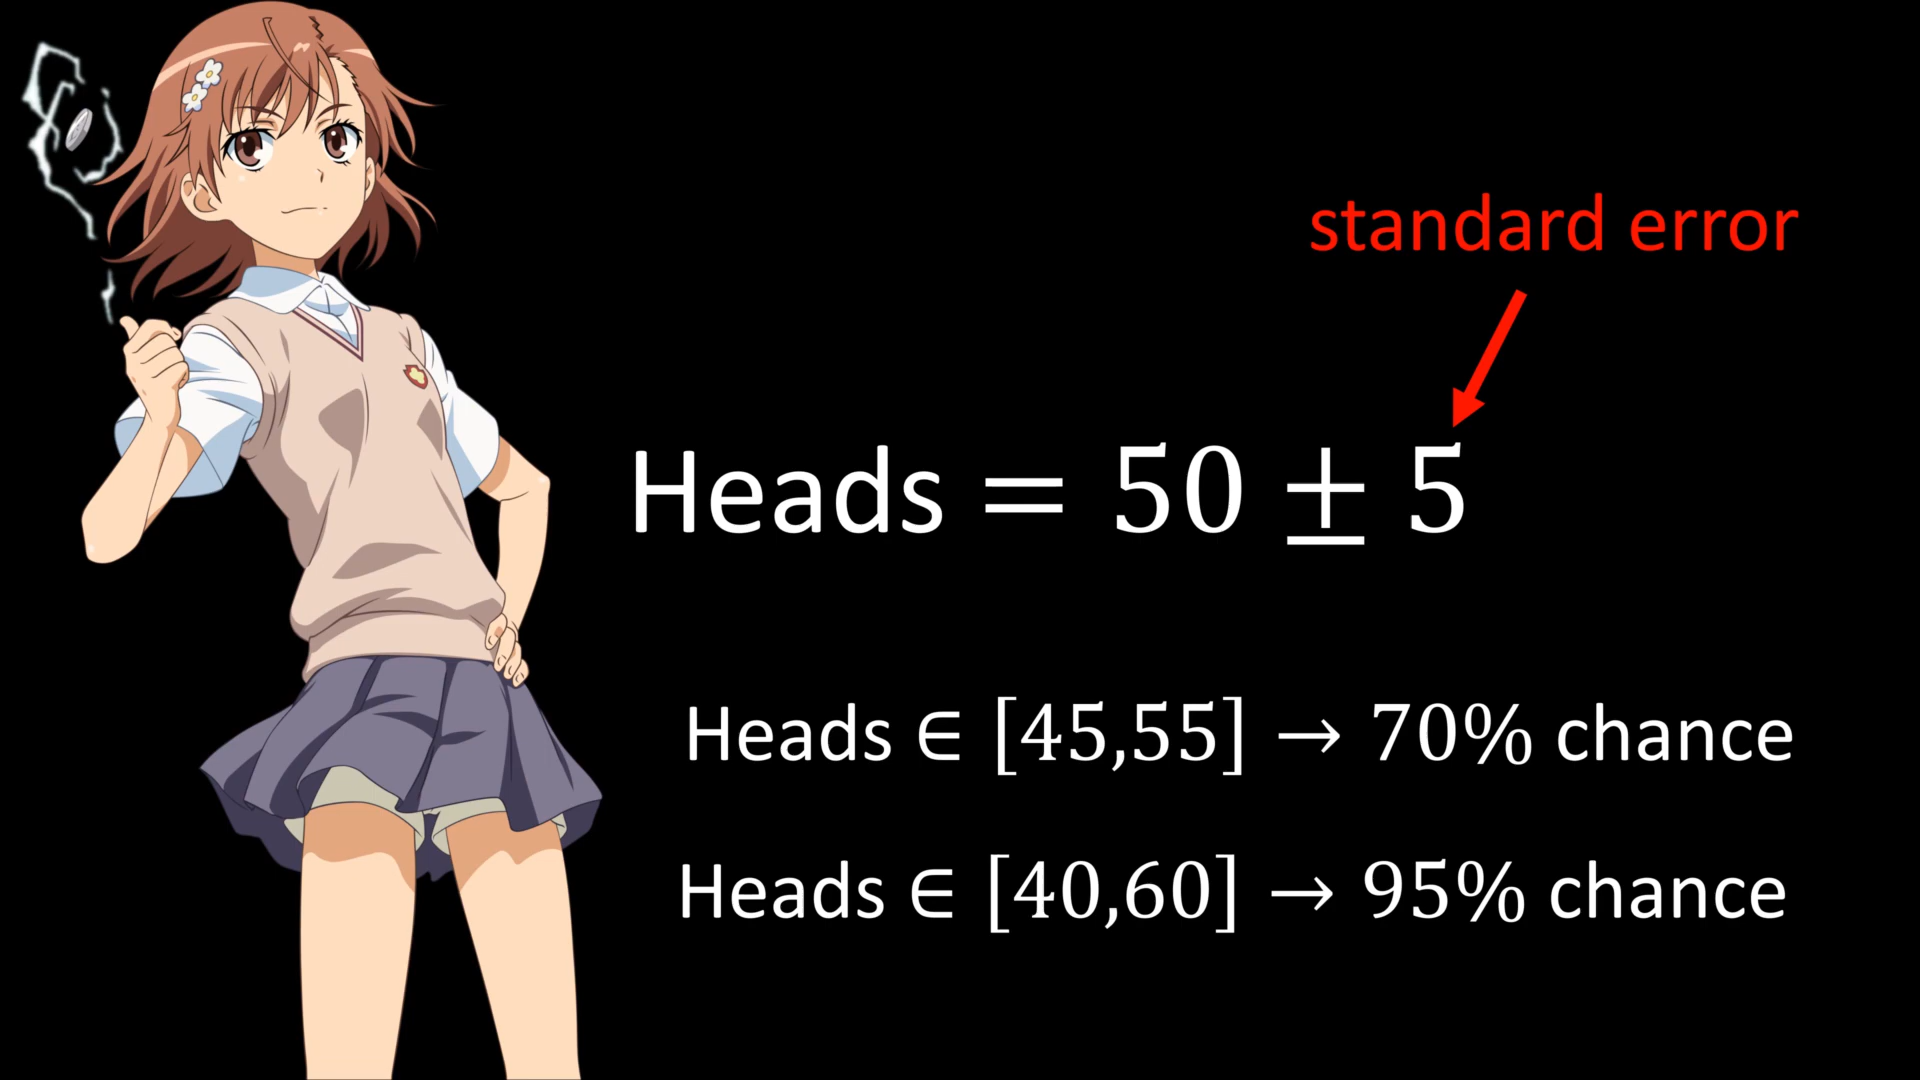 standard error
Heads = 50 ± 5
Heads ∈ [45,55] → 70% chance
Heads ∈ [40,60] → 95% chance